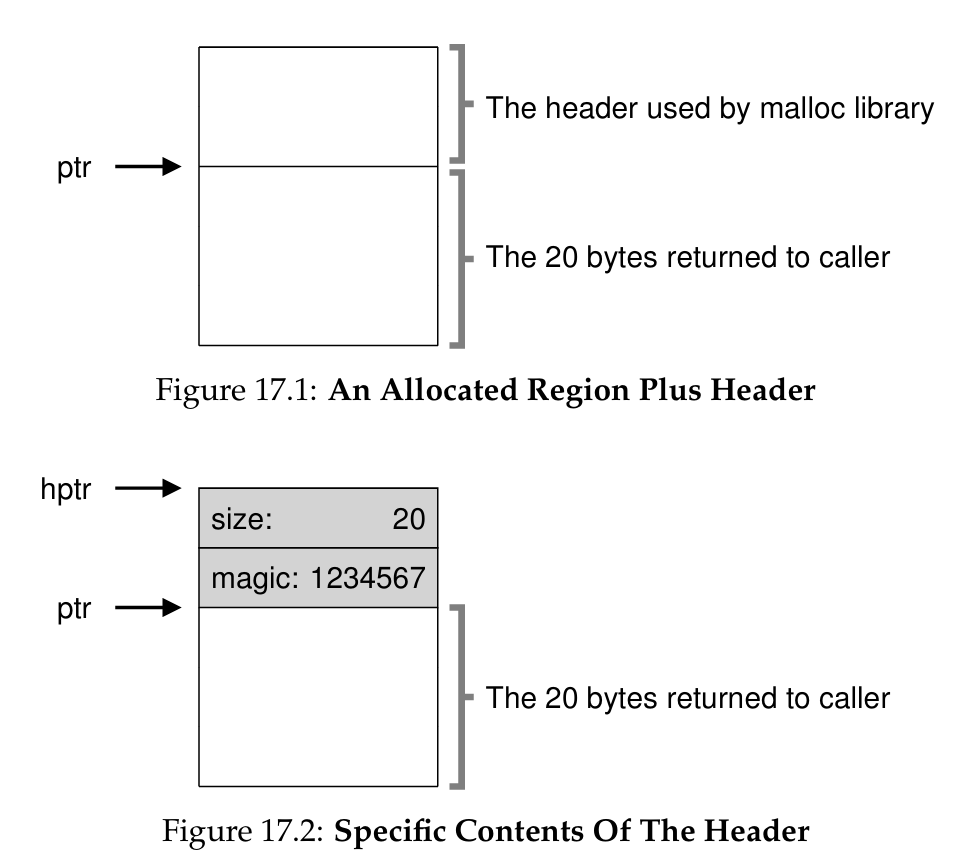 The header used by malloc library
ptr
The 20 bytes returned to caller
Figure 17.1: An Allocated Region Plus Header
hptr
size: 20
magic: 1234567
ptr
The 20 bytes returned to caller
Figure 17.2: Specific Contents Of The Header